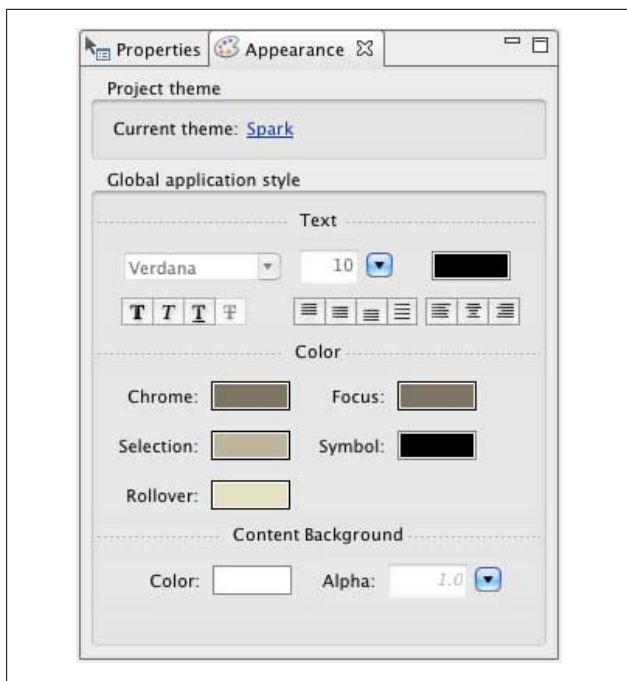 Properties Appearance
Project theme
Current theme: Spark
Global application style
Text
Verdana 10
T T T T
Color
Chrome: Focus:
Selection: Symbol:
Rollover:
Content Background
Color: Alpha: 1.0